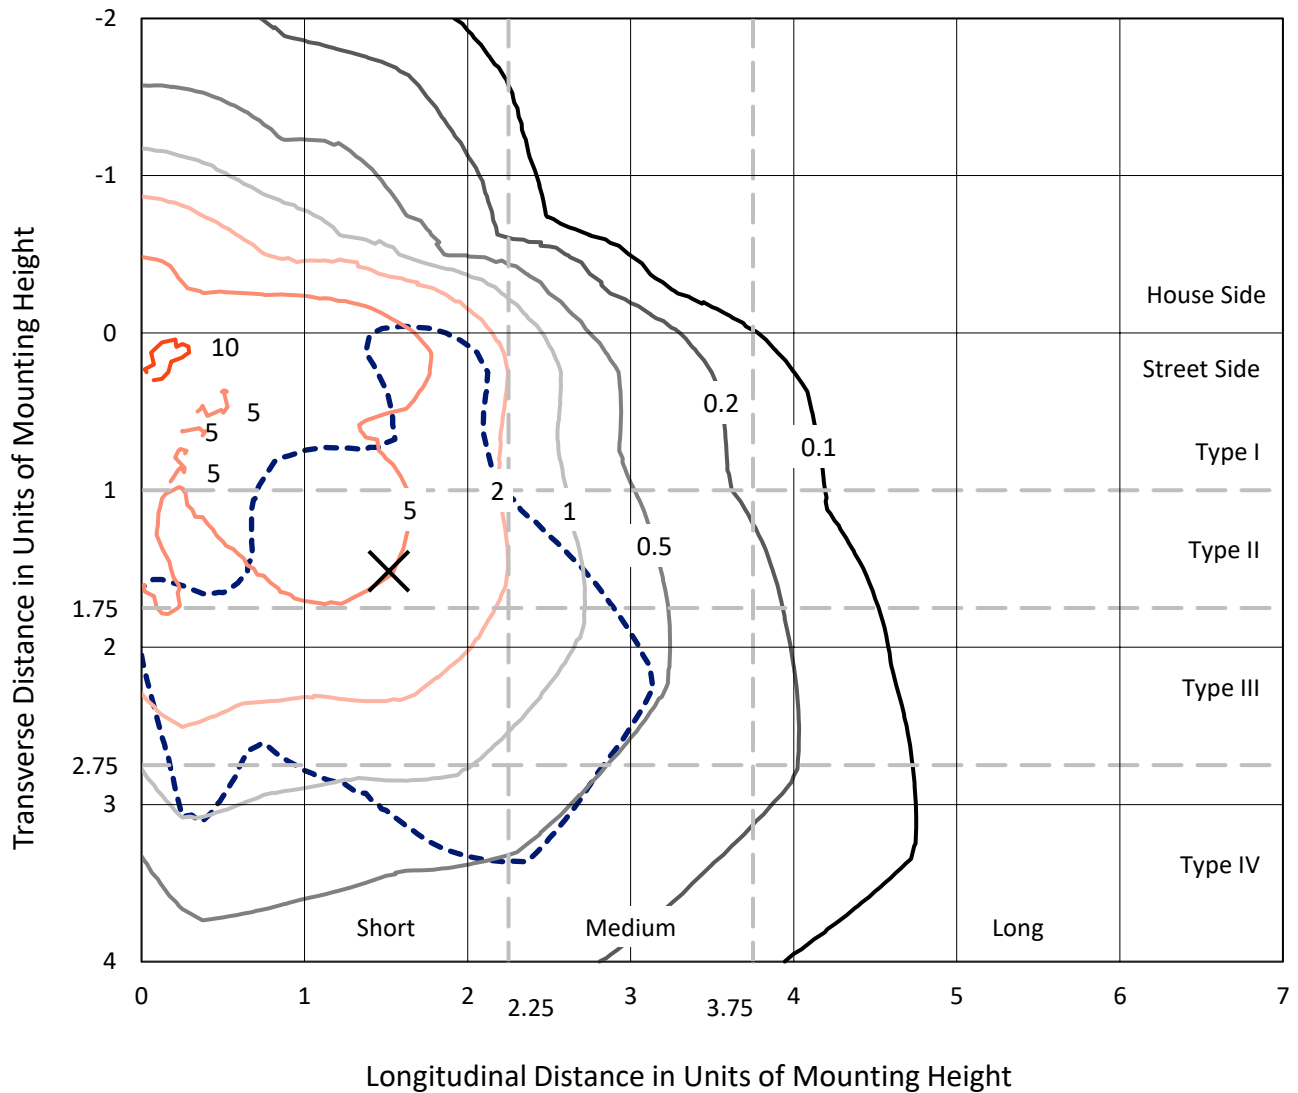 -2
-1
House Side
0
10
Street Side
0.2
5
5
0.1
Type I
5
1
2
5
1
0.5
Type II
1.75
2
Type III
2.75
3
Type IV
Short
Medium
Long
4
0
1
2
2.25
3
3.75
4
5
6
7
Transverse Distance in Units of Mounting Height
Longitudinal Distance in Units of Mounting Height